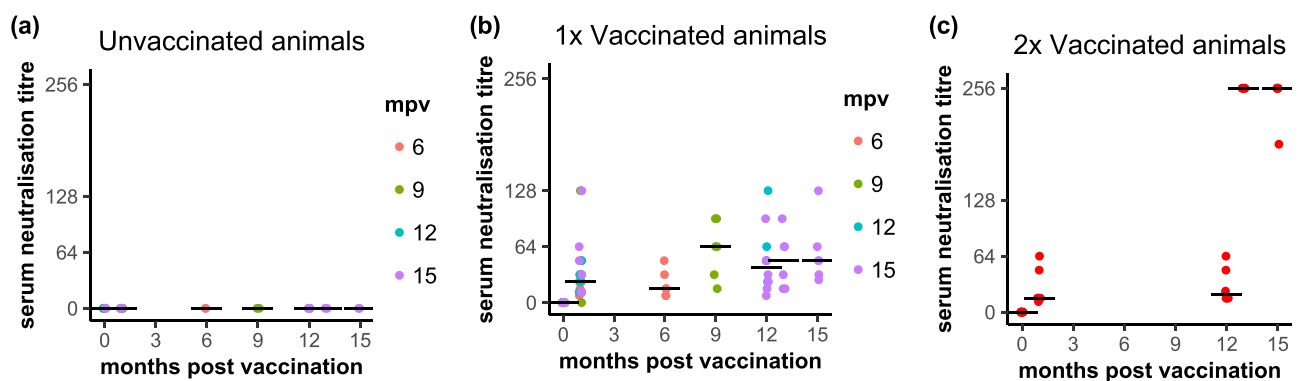 (a)
Unvaccinated animals
serum neutralisation titre
256
128
64
0
0 3 6 9 12 15
months post vaccination
mpv
6
9
12
15
(b)
1x Vaccinated animals
serum neutralisation titre
256
128
64
0
0 3 6 9 12 15
months post vaccination
mpv
6
9
12
15
(c)
2x Vaccinated animals
serum neutralisation titre
256
128
64
0
0 3 6 9 12 15
months post vaccination